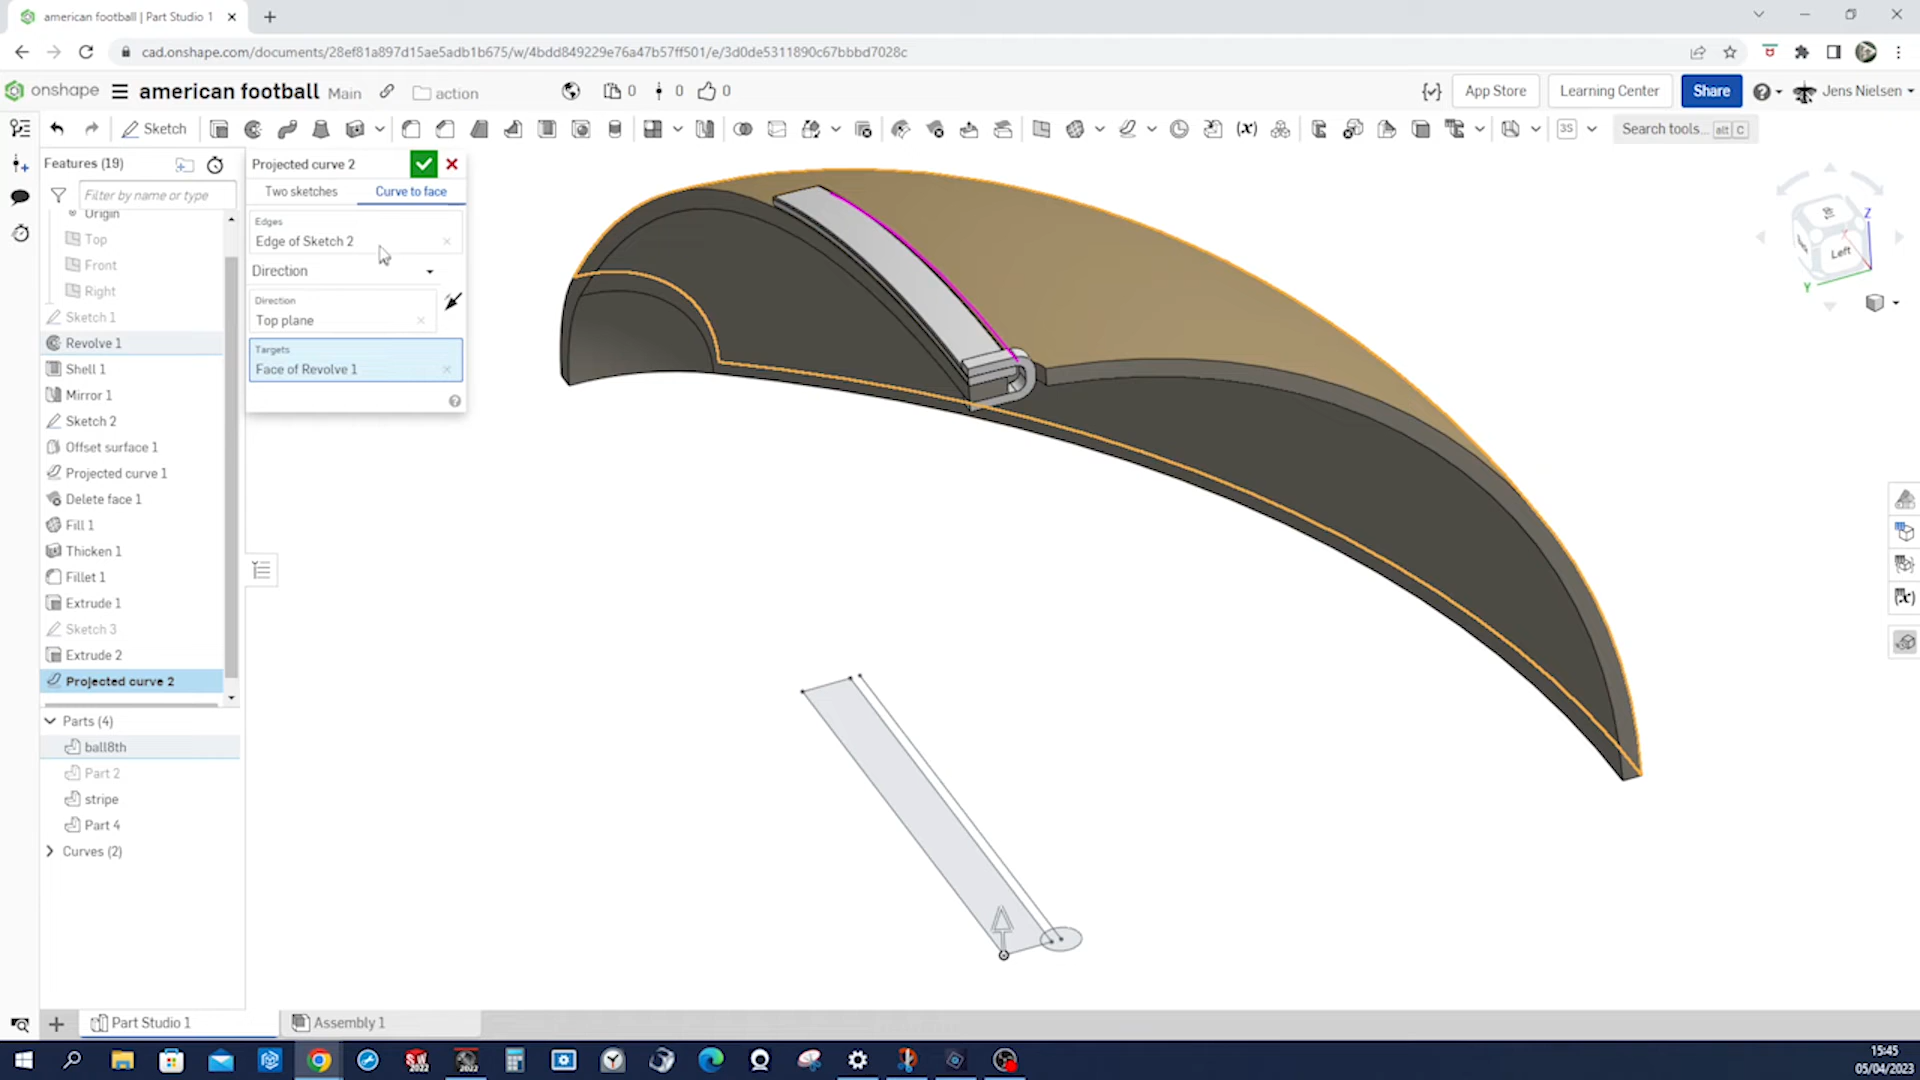 american football | Part Studio 1
cad.onshape.com/documents/28ef81a897d15ae5adb1b675/w/4bdd849229e76a47b57ff501/e/3d0de5311890c67bbbd7028c
onshape
american football Main
action
0
0
0
App Store
Learning Center
Share
Jens Nielsen
Sketch
Search tools... alt C
Features (19)
Filter by name or type
Origin
Top
Front
Right
Sketch 1
Revolve 1
Shell 1
Mirror 1
Sketch 2
Offset surface 1
Projected curve 1
Delete face 1
Fill 1
Thicken 1
Fillet 1
Extrude 1
Sketch 3
Extrude 2
Projected curve 2
Parts (4)
ball8th
Part 2
stripe
Part 4
Curves (2)
Projected curve 2
Two sketches
Curve to face
Edges
Edge of Sketch 2
Direction
Direction
Top plane
Targets
Face of Revolve 1
Z
Left
Y
Part Studio 1
Assembly 1
15:45
05/04/2023